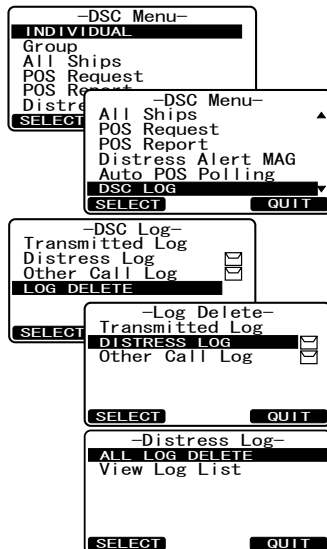 -DSC Menu-
INDIVIDUAL
Group
All Ships
POS Request
POS Report
SELECT
-DSC Menu-
All Ships
POS Request
POS Report
Distress Alert MAG
Auto POS Polling
DSC LOG
SELECT QUIT
-DSC Log-
Transmitted Log
Distress Log
Other Call Log
LOG DELETE
SELECT
-Log Delete-
Transmitted Log
DISTRESS LOG
Other Call Log
SELECT QUIT
-Distress Log-
ALL LOG DELETE
View Log List
SELECT QUIT